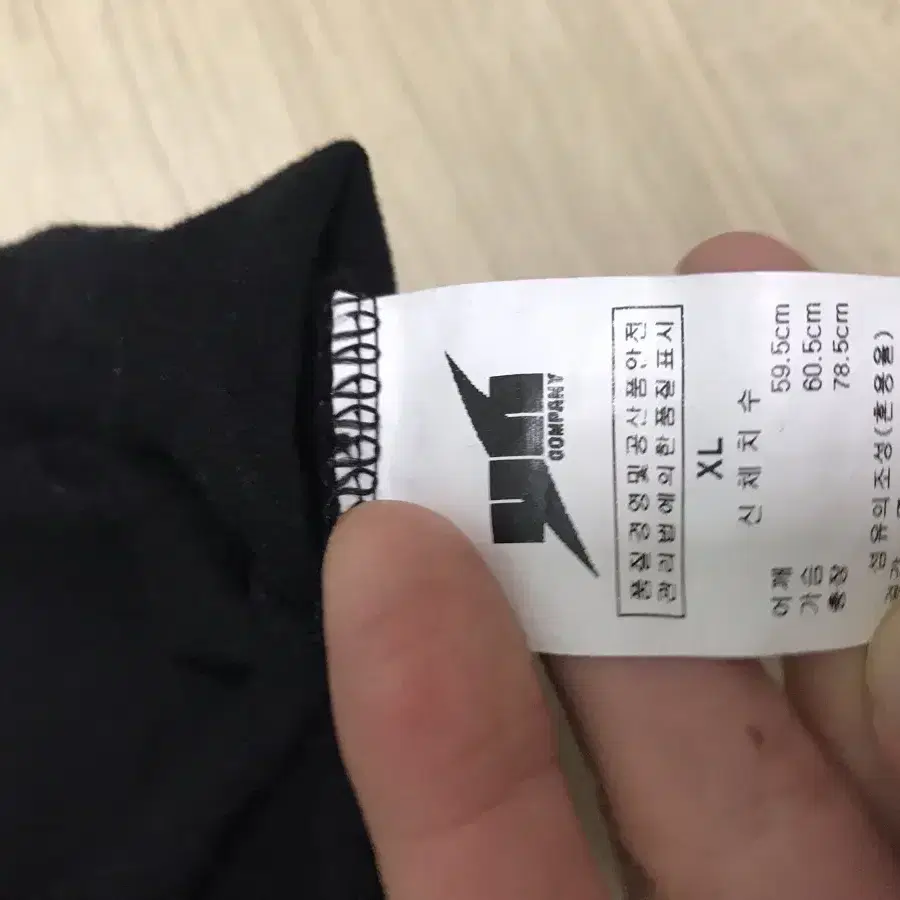 COMPANY
품질경영및공산품안전
관리법에의한품질표시
XL
신 체 치 수
어깨 59.5cm
가슴 60.5cm
총장 78.5cm
섬유의조성(혼용율)